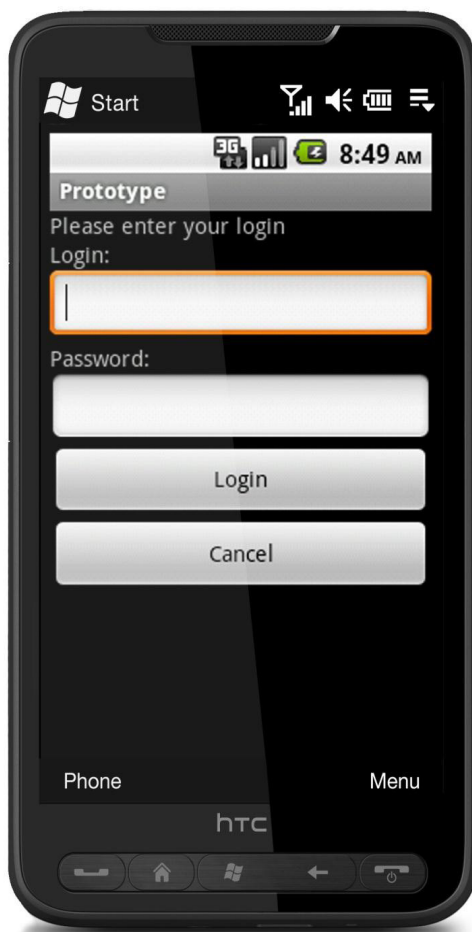 Start
3G
8:49 AM
Prototype
Please enter your login
Login:
Password:
Login
Cancel
Phone
Menu
hTC